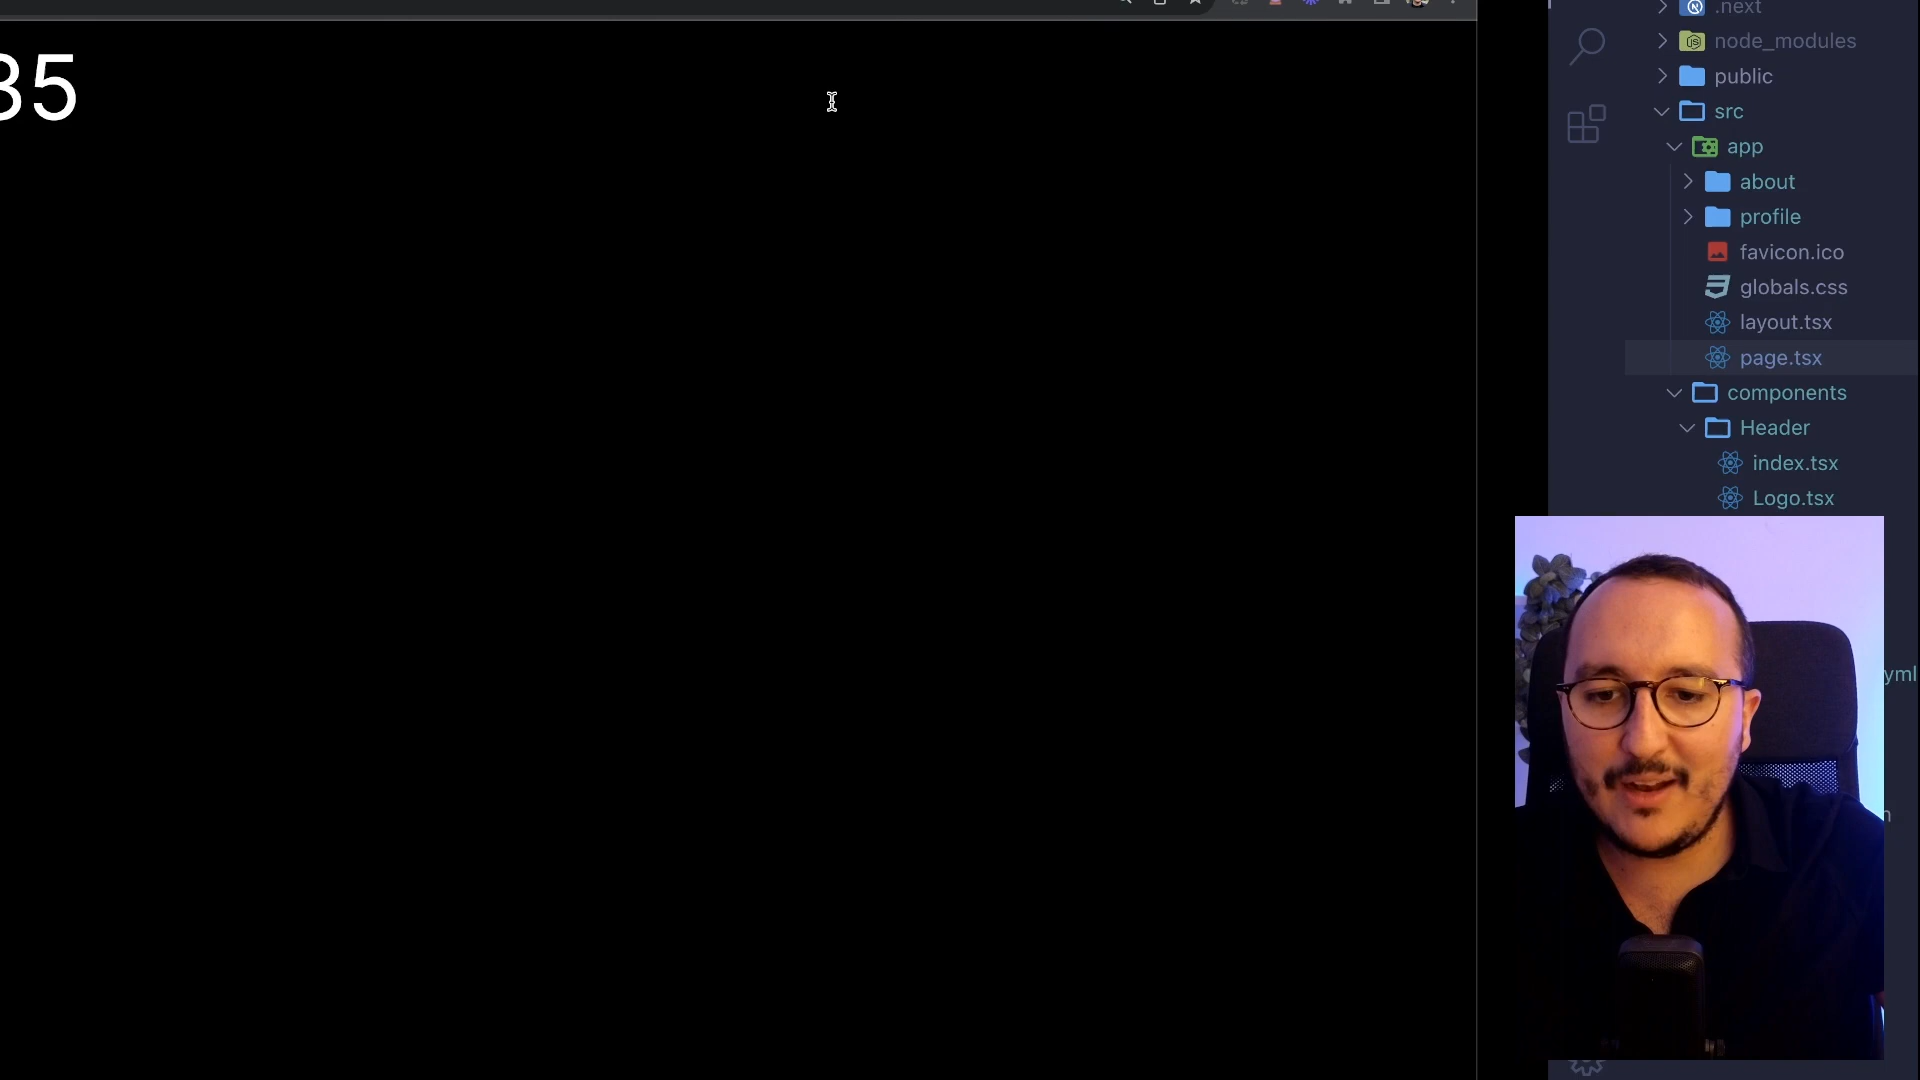 35
.next
node_modules
public
src
app
about
profile
favicon.ico
globals.css
layout.tsx
page.tsx
components
Header
index.tsx
Logo.tsx
yml